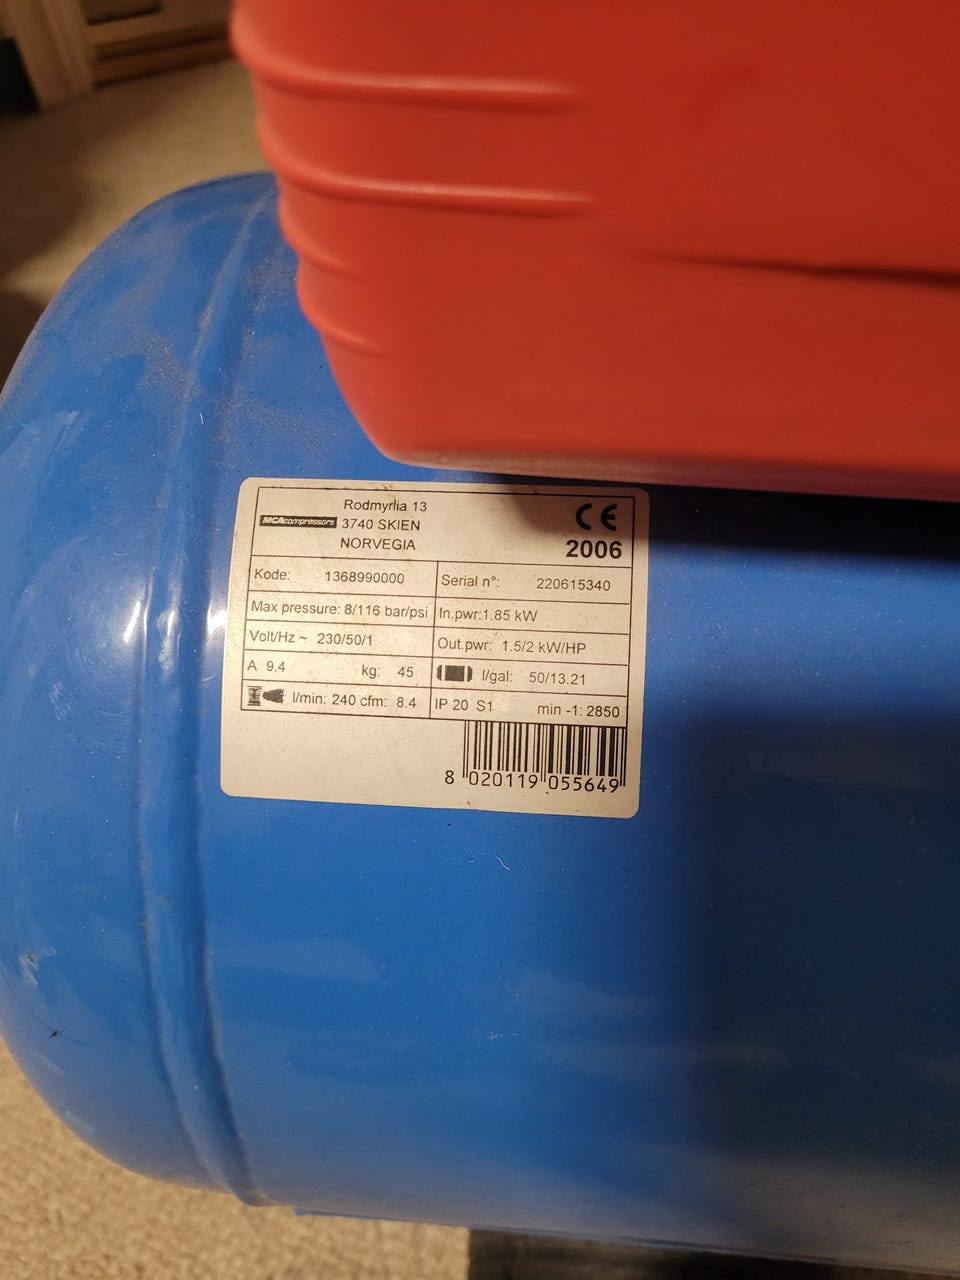 MGAcompressors
Rodmyrlia 13
3740 SKIEN
NORVEGIA
CE
2006
Kode: 1368990000
Serial n°: 220615340
Max pressure: 8/116 bar/psi
In.pwr:1.85 kW
Volt/Hz ~ 230/50/1
Out.pwr: 1.5/2 kW/HP
A 9.4 kg: 45
l/gal: 50/13.21
l/min: 240 cfm: 8.4
IP 20 S1 min -1: 2850
8 020119 055649